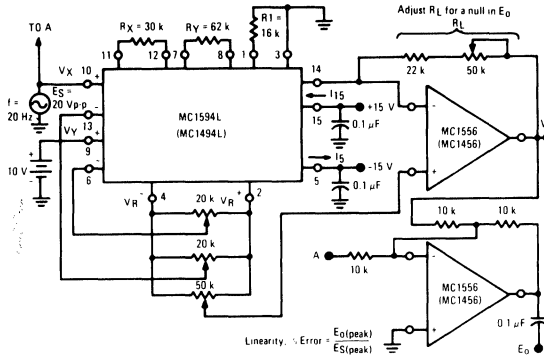 TO A
RX = 30 k
RY = 62 k
R1 =
16 k
Adjust RL for a null in Eo
RL
22 k
50 k
11
12
7
8
1
3
14
VX
10
+
ES =
20 Vp-p
f =
20 Hz
-
13
VY
+
9
10 V
-
6
MC1594L
(MC1494L)
I15
+15 V
15
0.1 µF
I5
-15 V
5
0.1 µF
-
+
MC1556
(MC1456)
V
VR
-
4
VR
+
2
20 k
20 k
50 k
10 k
10 k
A
10 k
-
+
MC1556
(MC1456)
0.1 µF
Eo
Linearity, % Error = Eo(peak)
ES(peak)